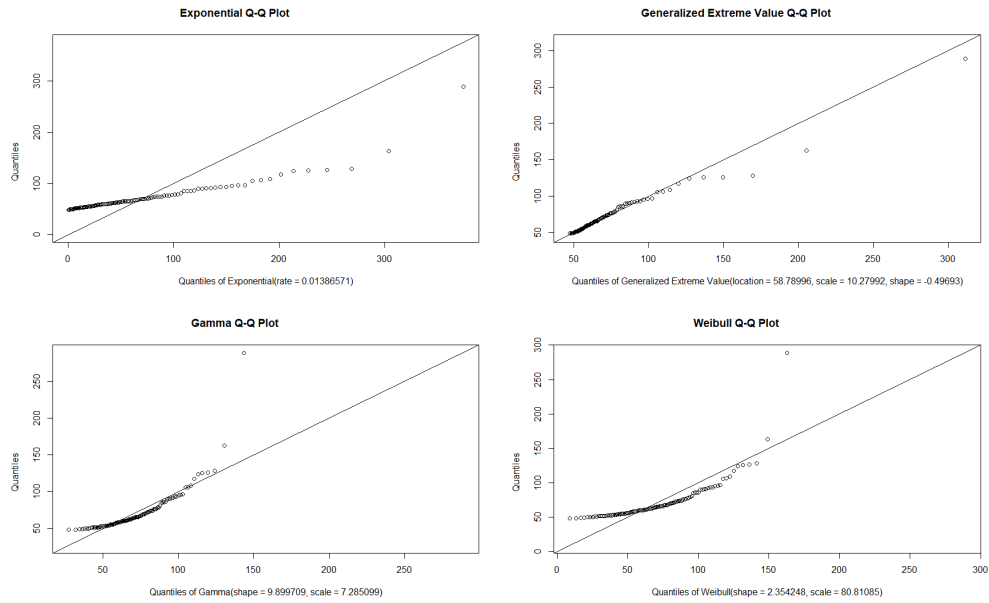 Exponential Q-Q Plot
Quantiles
0 100 200 300
0 100 200 300
Quantiles of Exponential(rate = 0.01386571)
Generalized Extreme Value Q-Q Plot
Quantiles
50 100 150 200 250 300
50 100 150 200 250 300
Quantiles of Generalized Extreme Value(location = 58.78996, scale = 10.27992, shape = -0.49693)
Gamma Q-Q Plot
Quantiles
50 100 150 200 250
50 100 150 200 250
Quantiles of Gamma(shape = 9.899709, scale = 7.285099)
Weibull Q-Q Plot
Quantiles
0 50 100 150 200 250 300
0 50 100 150 200 250 300
Quantiles of Weibull(shape = 2.354248, scale = 80.81085)